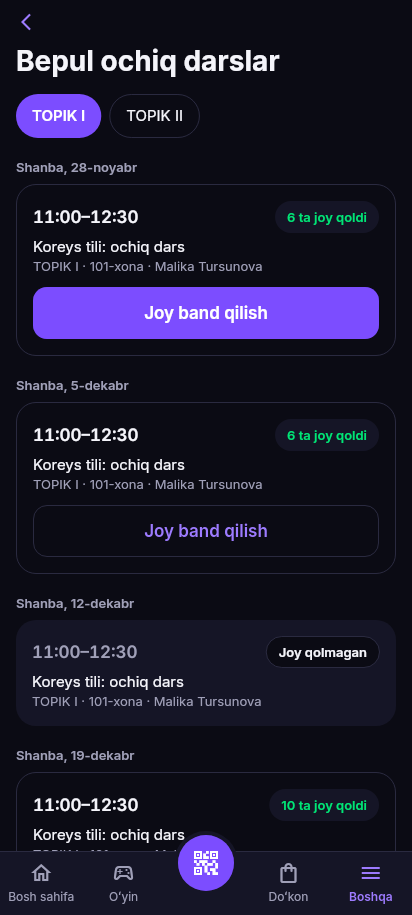 Bepul ochiq darslar
TOPIK I
TOPIK II
Shanba, 28-noyabr
11:00–12:30
6 ta joy qoldi
Koreys tili: ochiq dars
TOPIK I · 101-xona · Malika Tursunova
Joy band qilish
Shanba, 5-dekabr
11:00–12:30
6 ta joy qoldi
Koreys tili: ochiq dars
TOPIK I · 101-xona · Malika Tursunova
Joy band qilish
Shanba, 12-dekabr
11:00–12:30
Joy qolmagan
Koreys tili: ochiq dars
TOPIK I · 101-xona · Malika Tursunova
Shanba, 19-dekabr
11:00–12:30
10 ta joy qoldi
Koreys tili: ochiq dars
Bosh sahifa
Oʻyin
Doʻkon
Boshqa